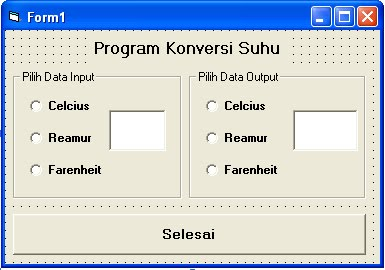 Form1
Program Konversi Suhu
Pilih Data Input
Celcius
Reamur
Farenheit
Pilih Data Output
Celcius
Reamur
Farenheit
Selesai